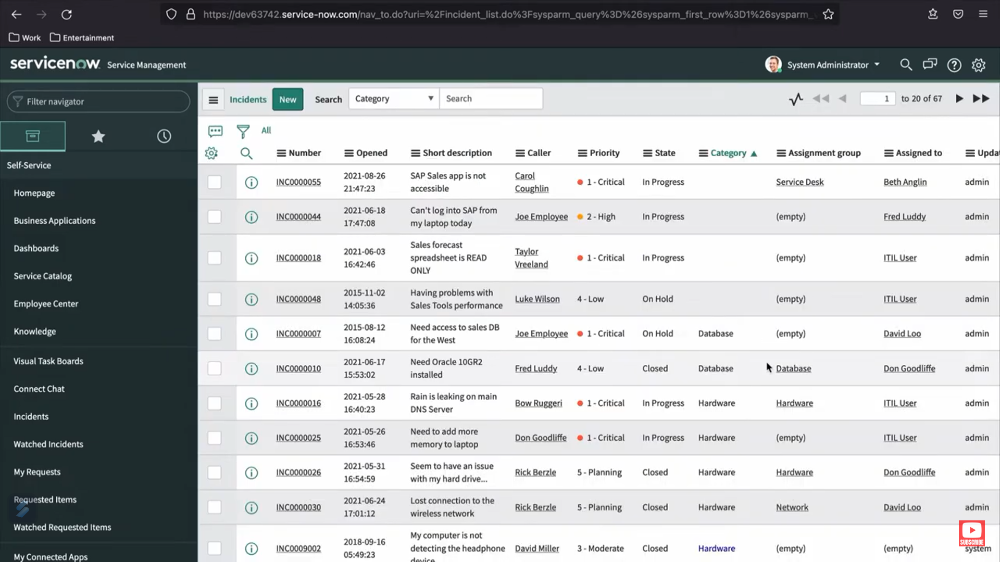 https://dev63742.service-now.com/nav_to.do?uri=%2Fincident_list.do%3Fsysparm_query%3D%26sysparm_first_row%3D1%26sysparm_
Work Entertainment
servicenow Service Management System Administrator
Filter navigator
Self-Service
Homepage
Business Applications
Dashboards
Service Catalog
Employee Center
Knowledge
Visual Task Boards
Connect Chat
Incidents
Watched Incidents
My Requests
Requested Items
Watched Requested Items
My Connected Apps
Incidents New Search Category Search 1 to 20 of 67
All
Number Opened Short description Caller Priority State Category Assignment group Assigned to Upda
INC0000055 2021-08-26 21:47:23 SAP Sales app is not accessible Carol Coughlin 1 - Critical In Progress Service Desk Beth Anglin admin
INC0000044 2021-06-18 17:47:08 Can't log into SAP from my laptop today Joe Employee 2 - High In Progress (empty) Fred Luddy admin
INC0000018 2021-06-03 16:42:46 Sales forecast spreadsheet is READ ONLY Taylor Vreeland 1 - Critical In Progress (empty) ITIL User admin
INC0000048 2015-11-02 14:05:36 Having problems with Sales Tools performance Luke Wilson 4 - Low On Hold (empty) ITIL User admin
INC0000007 2015-08-12 16:08:24 Need access to sales DB for the West Joe Employee 1 - Critical On Hold Database (empty) David Loo admin
INC0000010 2021-06-17 15:53:02 Need Oracle 10GR2 installed Fred Luddy 4 - Low Closed Database Database Don Goodliffe admin
INC0000016 2021-05-28 16:40:23 Rain is leaking on main DNS Server Bow Ruggeri 1 - Critical In Progress Hardware Hardware ITIL User admin
INC0000025 2021-05-26 16:53:46 Need to add more memory to laptop Don Goodliffe 1 - Critical In Progress Hardware (empty) ITIL User admin
INC0000026 2021-05-31 16:54:59 Seem to have an issue with my hard drive... Rick Berzle 5 - Planning Closed Hardware Hardware Don Goodliffe admin
INC0000030 2021-06-24 17:01:12 Lost connection to the wireless network Rick Berzle 5 - Planning Closed Hardware Network David Loo admin
INC0009002 2018-09-16 05:49:23 My computer is not detecting the headphone device David Miller 3 - Moderate Closed Hardware (empty) (empty) system
SUBSCRIBE